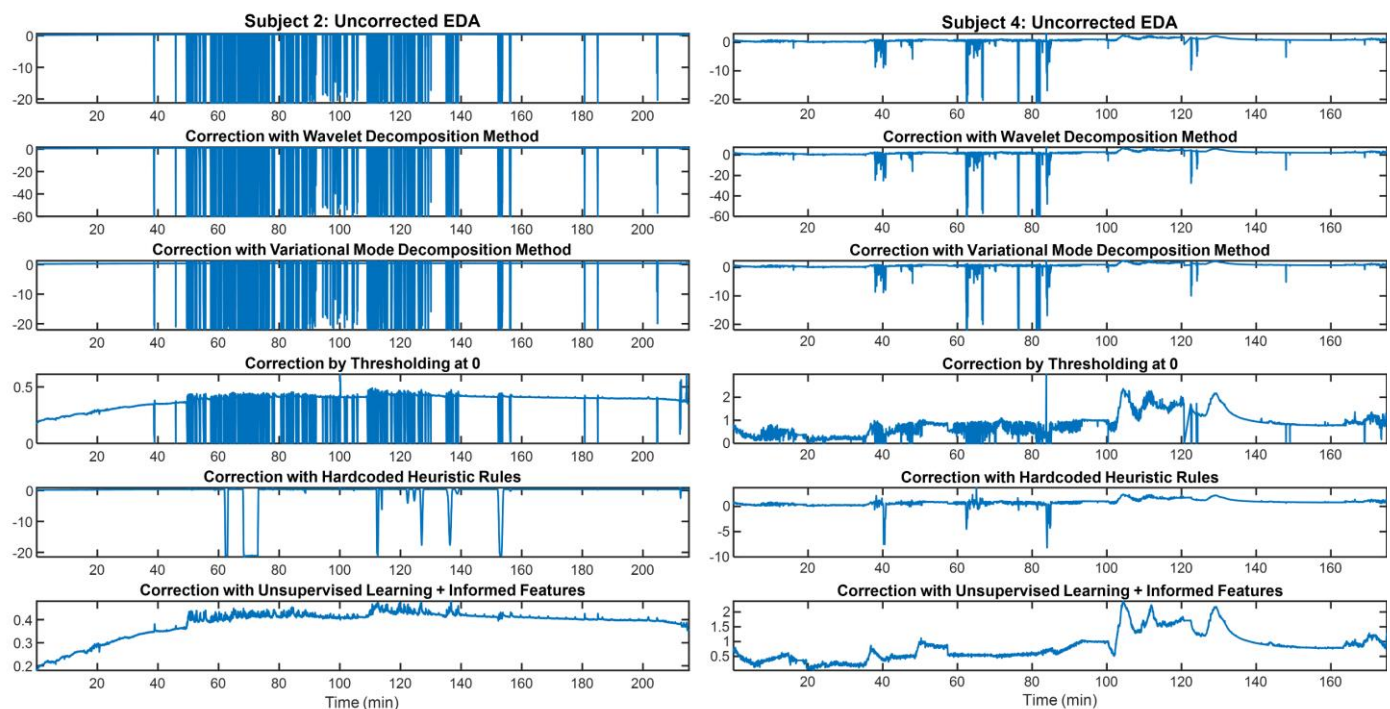 Subject 2: Uncorrected EDA
0
-10
-20
20 40 60 80 100 120 140 160 180 200
Correction with Wavelet Decomposition Method
0
-20
-40
-60
20 40 60 80 100 120 140 160 180 200
Correction with Variational Mode Decomposition Method
0
-10
-20
20 40 60 80 100 120 140 160 180 200
Correction by Thresholding at 0
0.5
0
20 40 60 80 100 120 140 160 180 200
Correction with Hardcoded Heuristic Rules
0
-10
-20
20 40 60 80 100 120 140 160 180 200
Correction with Unsupervised Learning + Informed Features
0.4
0.3
0.2
20 40 60 80 100 120 140 160 180 200
Time (min)
Subject 4: Uncorrected EDA
0
-10
-20
20 40 60 80 100 120 140 160
Correction with Wavelet Decomposition Method
0
-20
-40
-60
20 40 60 80 100 120 140 160
Correction with Variational Mode Decomposition Method
0
-10
-20
20 40 60 80 100 120 140 160
Correction by Thresholding at 0
2
1
0
20 40 60 80 100 120 140 160
Correction with Hardcoded Heuristic Rules
0
-5
-10
20 40 60 80 100 120 140 160
Correction with Unsupervised Learning + Informed Features
2
1.5
1
0.5
20 40 60 80 100 120 140 160
Time (min)